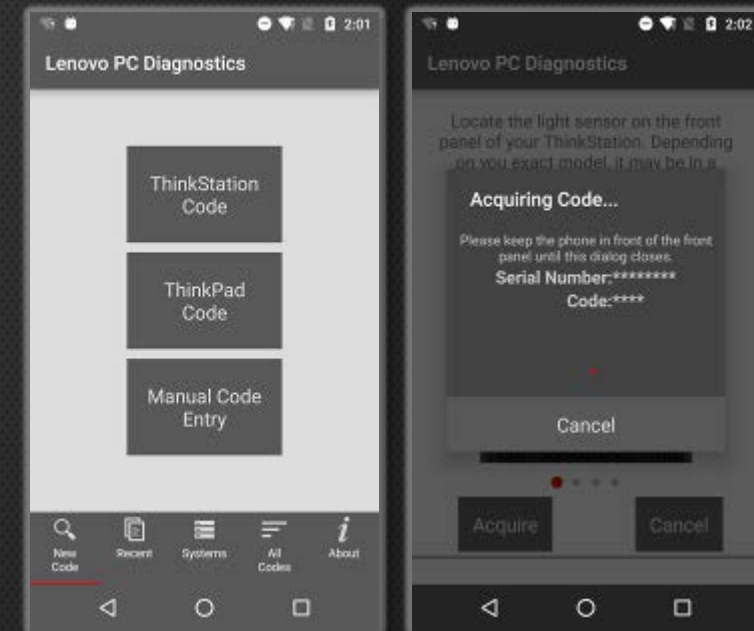 2:01
Lenovo PC Diagnostics
ThinkStation
Code
ThinkPad
Code
Manual Code
Entry
New
Code
Recent
Systems
All
Codes
About
2:02
Lenovo PC Diagnostics
Locate the light sensor on the front
panel of your ThinkStation. Depending
on you exact model, it may be in a
Acquiring Code...
Please keep the phone in front of the front
panel until this dialog closes.
Serial Number:********
Code:****
Cancel
Acquire
Cancel